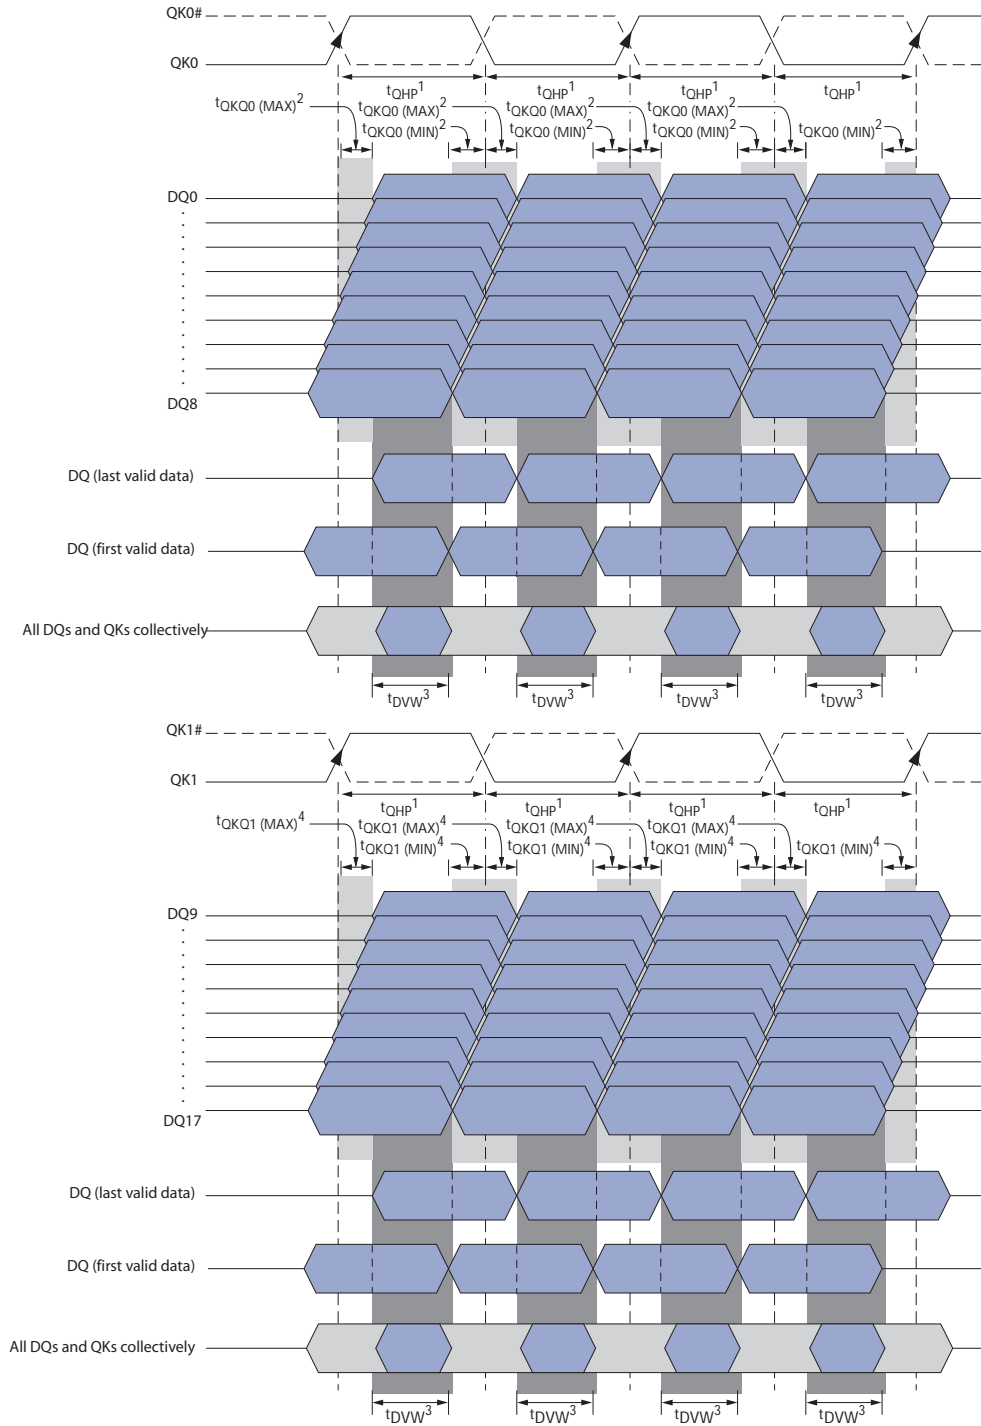 QK0#
QK0
tQHP1 tQHP1 tQHP1 tQHP1
tQKQ0 (MAX)2 tQKQ0 (MAX)2 tQKQ0 (MAX)2 tQKQ0 (MAX)2
tQKQ0 (MIN)2 tQKQ0 (MIN)2 tQKQ0 (MIN)2 tQKQ0 (MIN)2
DQ0
DQ8
DQ (last valid data)
DQ (first valid data)
All DQs and QKs collectively
tDVW3 tDVW3 tDVW3 tDVW3
QK1#
QK1
tQHP1 tQHP1 tQHP1 tQHP1
tQKQ1 (MAX)4 tQKQ1 (MAX)4 tQKQ1 (MAX)4 tQKQ1 (MAX)4
tQKQ1 (MIN)4 tQKQ1 (MIN)4 tQKQ1 (MIN)4 tQKQ1 (MIN)4
DQ9
DQ17
DQ (last valid data)
DQ (first valid data)
All DQs and QKs collectively
tDVW3 tDVW3 tDVW3 tDVW3